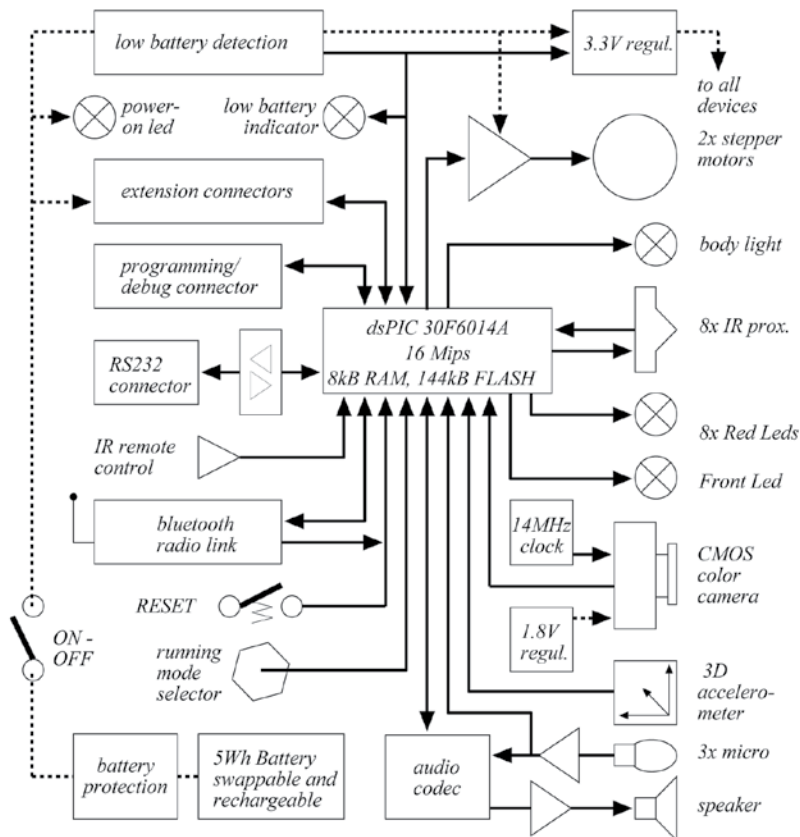 low battery detection
3.3V regul.
to all
devices
power-
on led
low battery
indicator
2x stepper
motors
extension connectors
body light
programming/
debug connector
dsPIC 30F6014A
16 Mips
8kB RAM, 144kB FLASH
8x IR prox.
RS232
connector
8x Red Leds
IR remote
control
Front Led
bluetooth
radio link
14MHz
clock
CMOS
color
camera
RESET
1.8V
regul.
ON -
OFF
running
mode
selector
3D
accelero-
meter
battery
protection
5Wh Battery
swappable and
rechargeable
audio
codec
3x micro
speaker